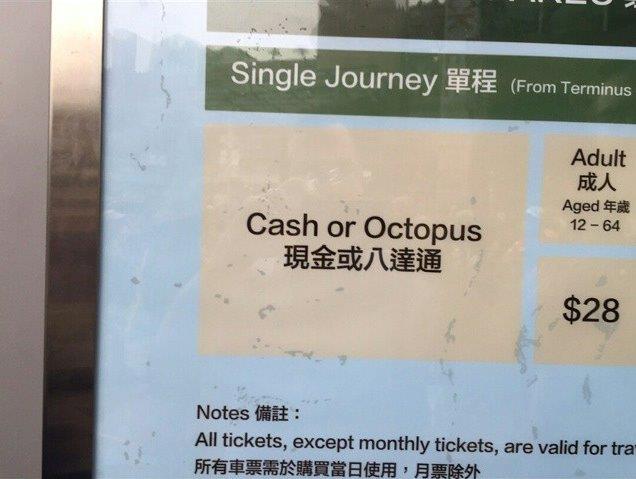 Single Journey 單程 (From Terminus
Cash or Octopus
現金或八達通
Adult
成人
Aged 年歲
12 – 64
$28
Notes 備註：
All tickets, except monthly tickets, are valid for
所有車票需於購買當日使用，月票除外